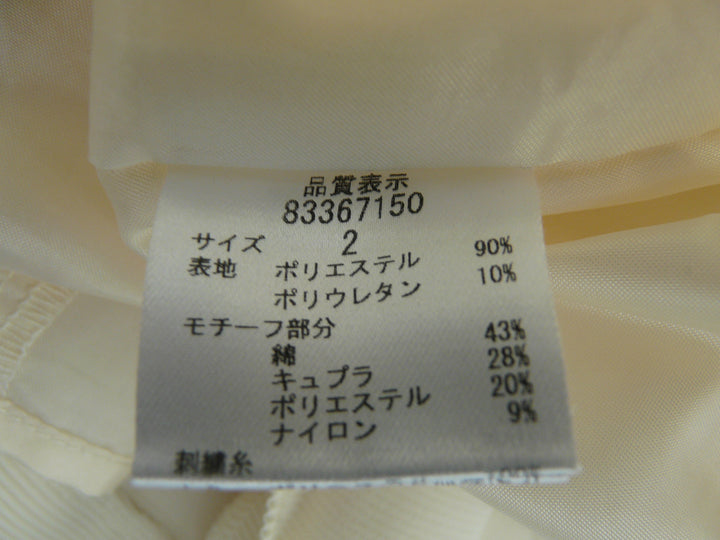 品質表示
83367150
サイズ 2
表地 ポリエステル 90%
ポリウレタン 10%
モチーフ部分
綿 43%
キュプラ 28%
ポリエステル 20%
ナイロン 9%
刺繍糸